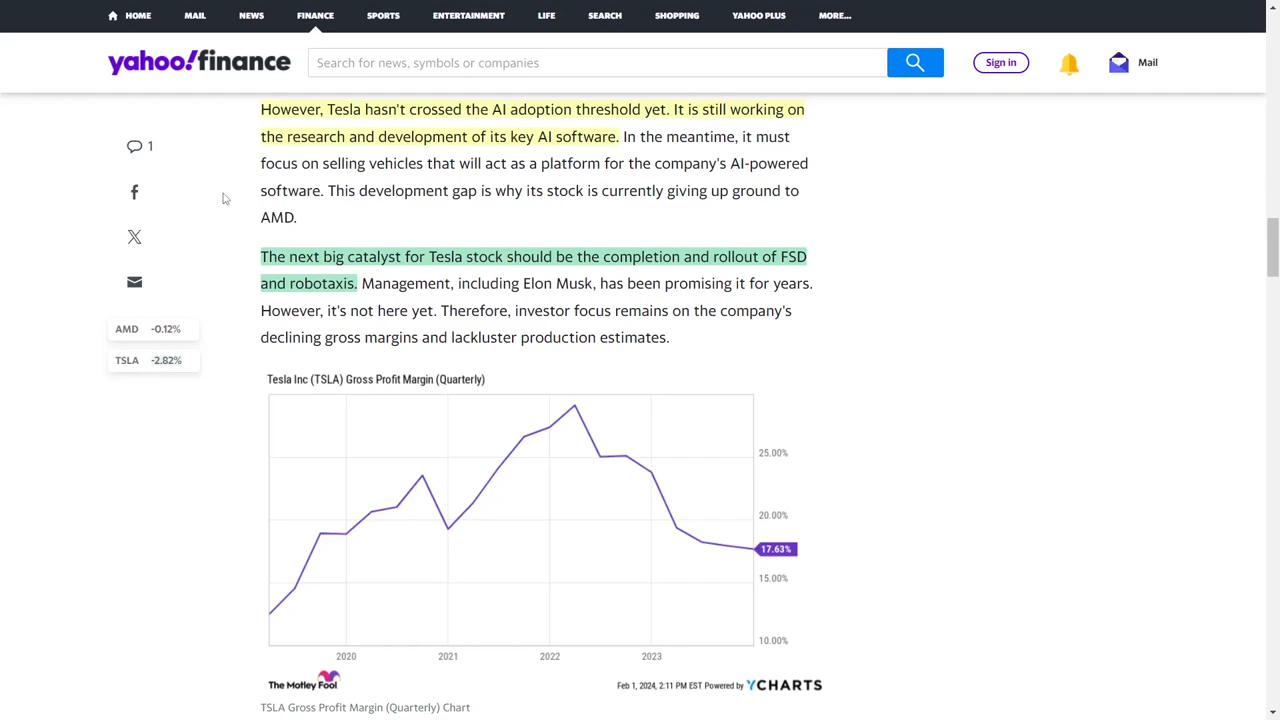 HOME MAIL NEWS FINANCE SPORTS ENTERTAINMENT LIFE SEARCH SHOPPING YAHOO PLUS MORE...
yahoo!finance Search for news, symbols or companies Sign in Mail
However, Tesla hasn't crossed the AI adoption threshold yet. It is still working on
the research and development of its key AI software. In the meantime, it must
focus on selling vehicles that will act as a platform for the company's AI-powered
software. This development gap is why its stock is currently giving up ground to
AMD.
1
The next big catalyst for Tesla stock should be the completion and rollout of FSD
and robotaxis. Management, including Elon Musk, has been promising it for years.
However, it's not here yet. Therefore, investor focus remains on the company's
declining gross margins and lackluster production estimates.
AMD -0.12%
TSLA -2.82%
Tesla Inc (TSLA) Gross Profit Margin (Quarterly)
25.00%
20.00%
17.63%
15.00%
10.00%
2020 2021 2022 2023
The Motley Fool Feb 1, 2024, 2:11 PM EST Powered by YCHARTS
TSLA Gross Profit Margin (Quarterly) Chart